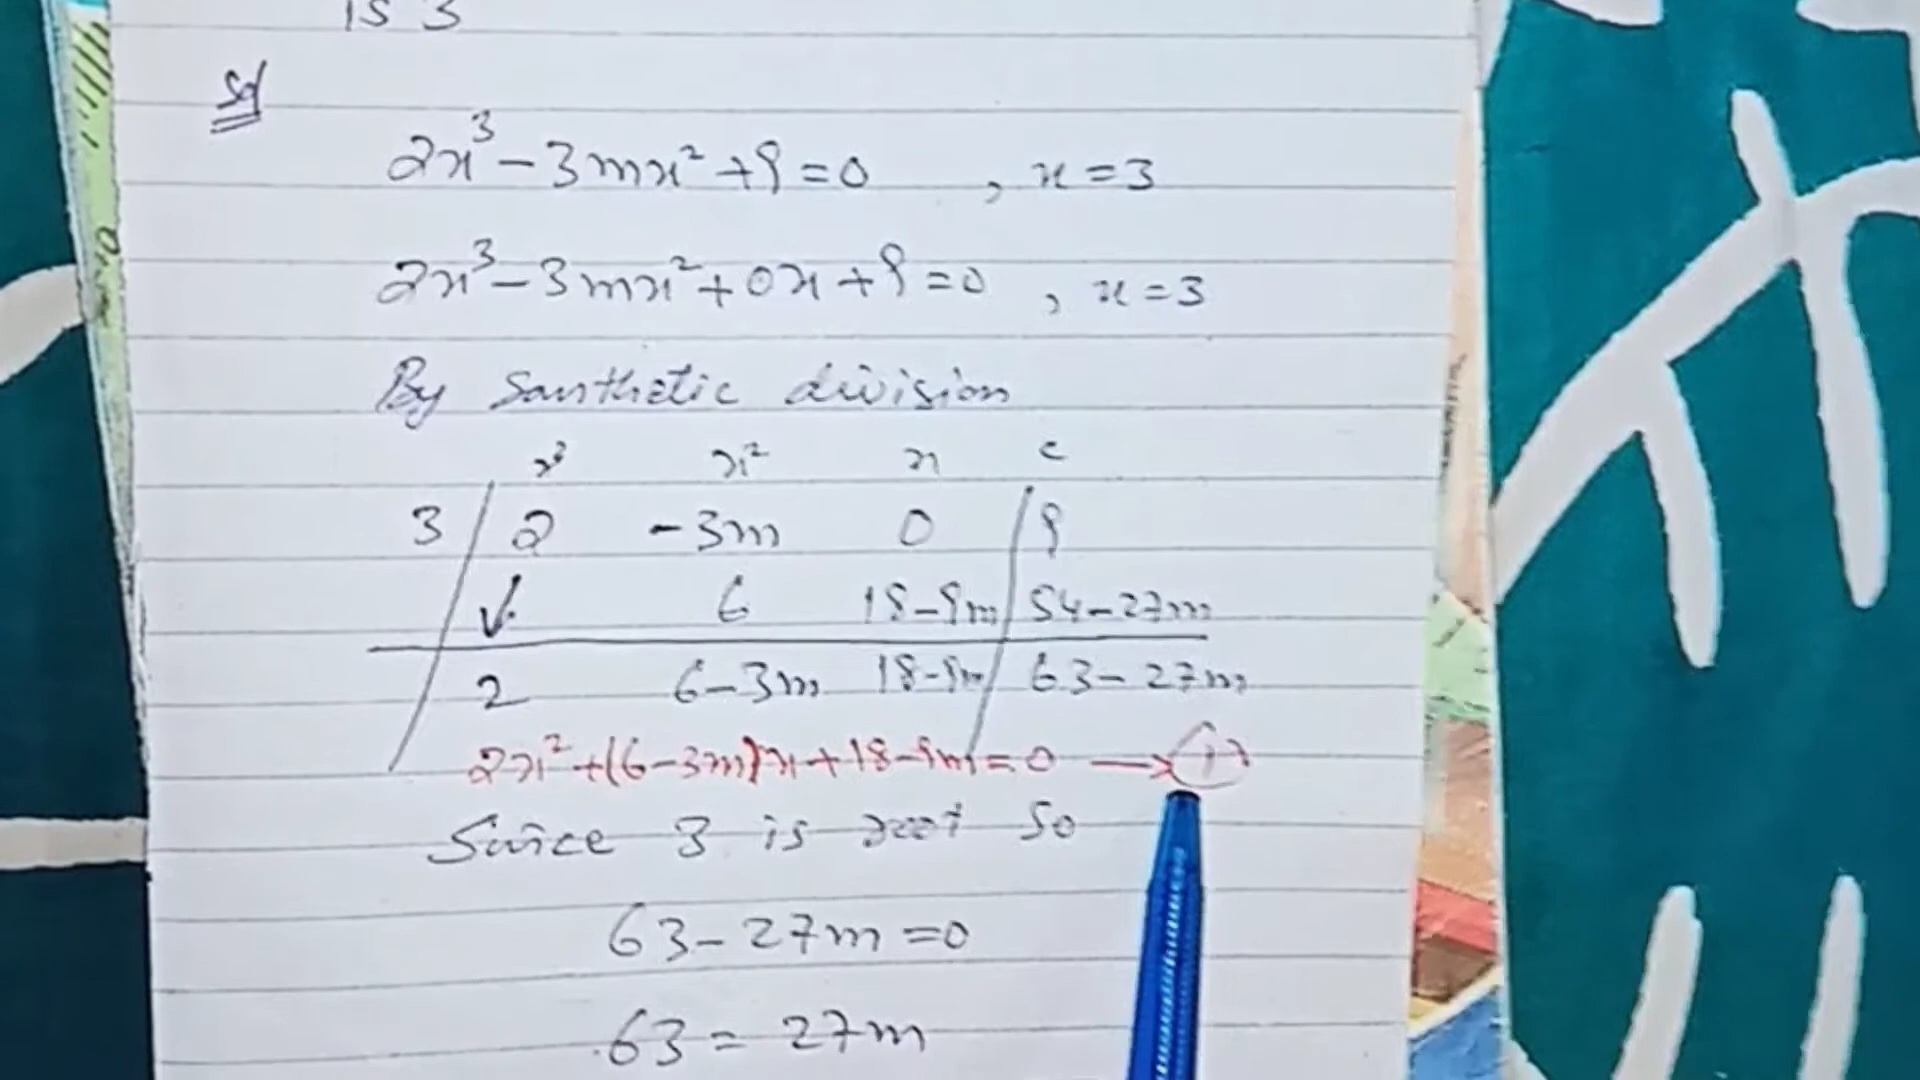 is 3
Sol
2x³ - 3mx² + 9 = 0 , x = 3
2x³ - 3mx² + 0x + 9 = 0 , x = 3
By Santhetic division
x³ x² x c
3 2 -3m 0 9
↓ 6 18-9m 54-27m
2 6-3m 18-9m 63-27m
2x² + (6-3m)x + 18-9m = 0 →
Since 3 is root so
63 - 27m = 0
63 = 27m